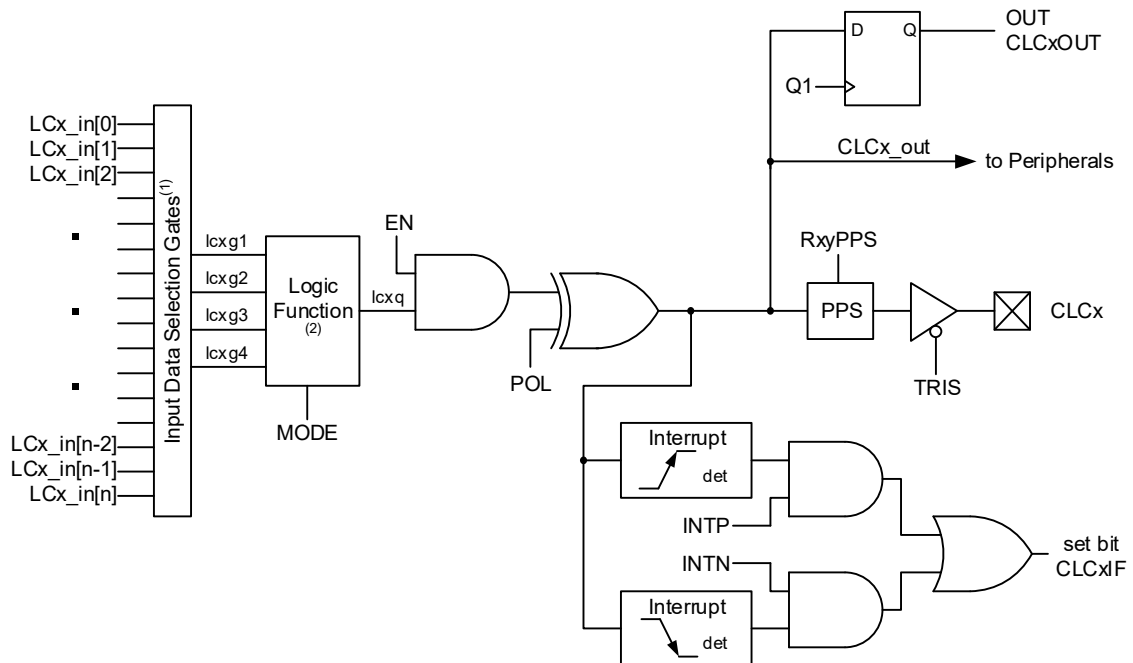 OUT
CLCxOUT
D
Q
Q1
LCx_in[0]
LCx_in[1]
LCx_in[2]
LCx_in[n-2]
LCx_in[n-1]
LCx_in[n]
Input Data Selection Gates(1)
lcxg1
lcxg2
lcxg3
lcxg4
Logic
Function
(2)
MODE
lcxq
EN
POL
CLCx_out
to Peripherals
RxyPPS
PPS
CLCx
TRIS
Interrupt
det
INTP
INTN
Interrupt
det
set bit
CLCxIF